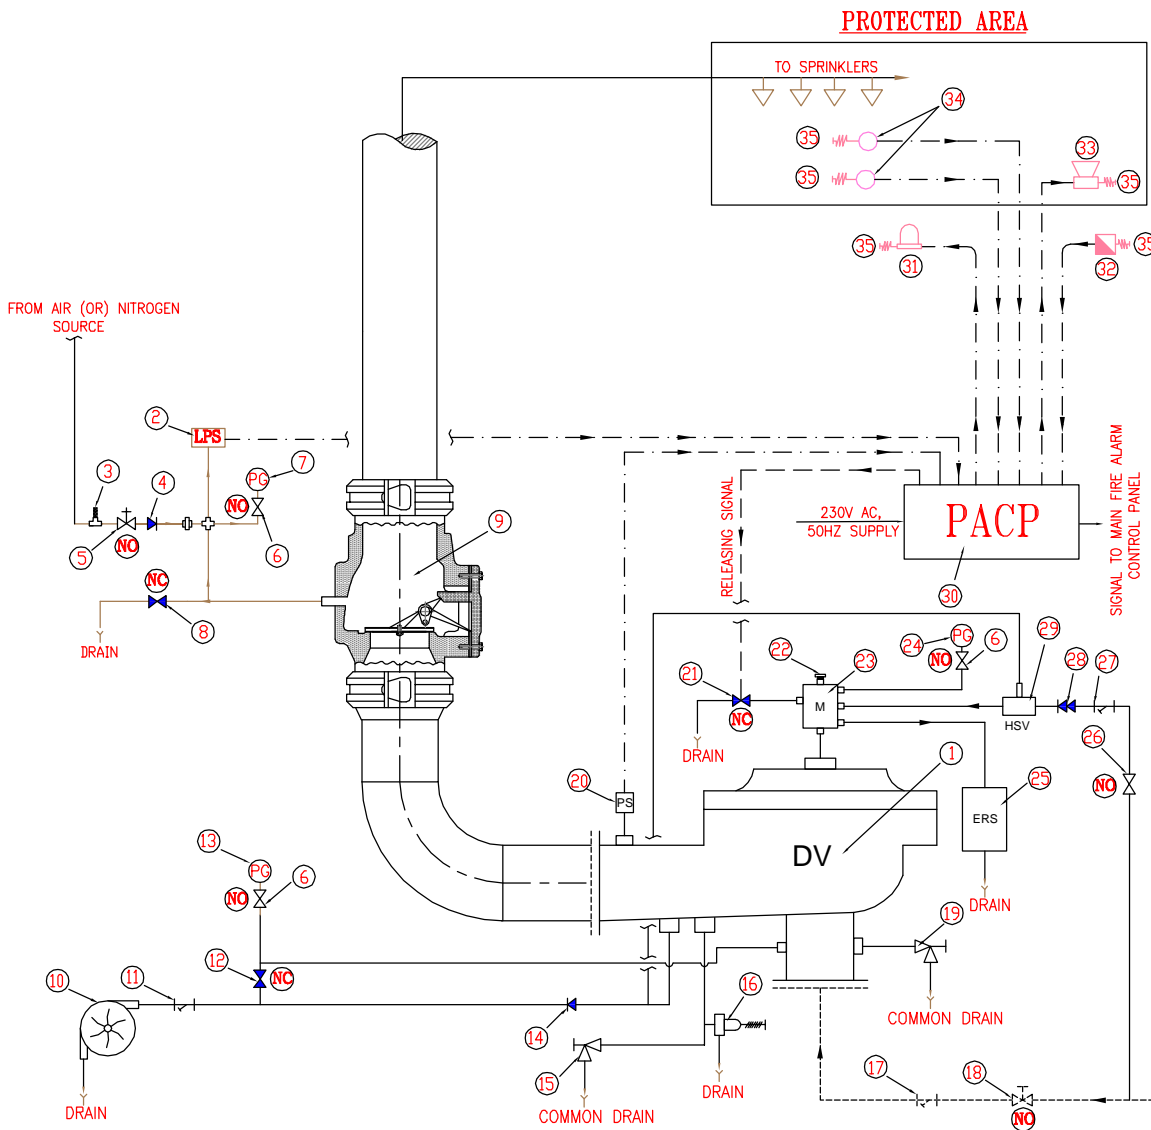 PROTECTED AREA
TO SPRINKLERS
34
35
33
35
35
35
31
32
35
FROM AIR (OR) NITROGEN
SOURCE
2
LPS
3
4
7
PG
NO
5
NO
6
9
NC
8
DRAIN
RELEASING SIGNAL
230V AC,
50HZ SUPPLY
PACP
30
SIGNAL TO MAIN FIRE ALARM
CONTROL PANEL
22
23
24
PG
6
NO
29
28
27
21
NC
M
HSV
26
NO
DRAIN
20
PS
1
25
ERS
DV
DRAIN
13
PG
6
NO
12
NC
19
10
11
14
16
COMMON DRAIN
15
17
18
NO
DRAIN
COMMON DRAIN
DRAIN